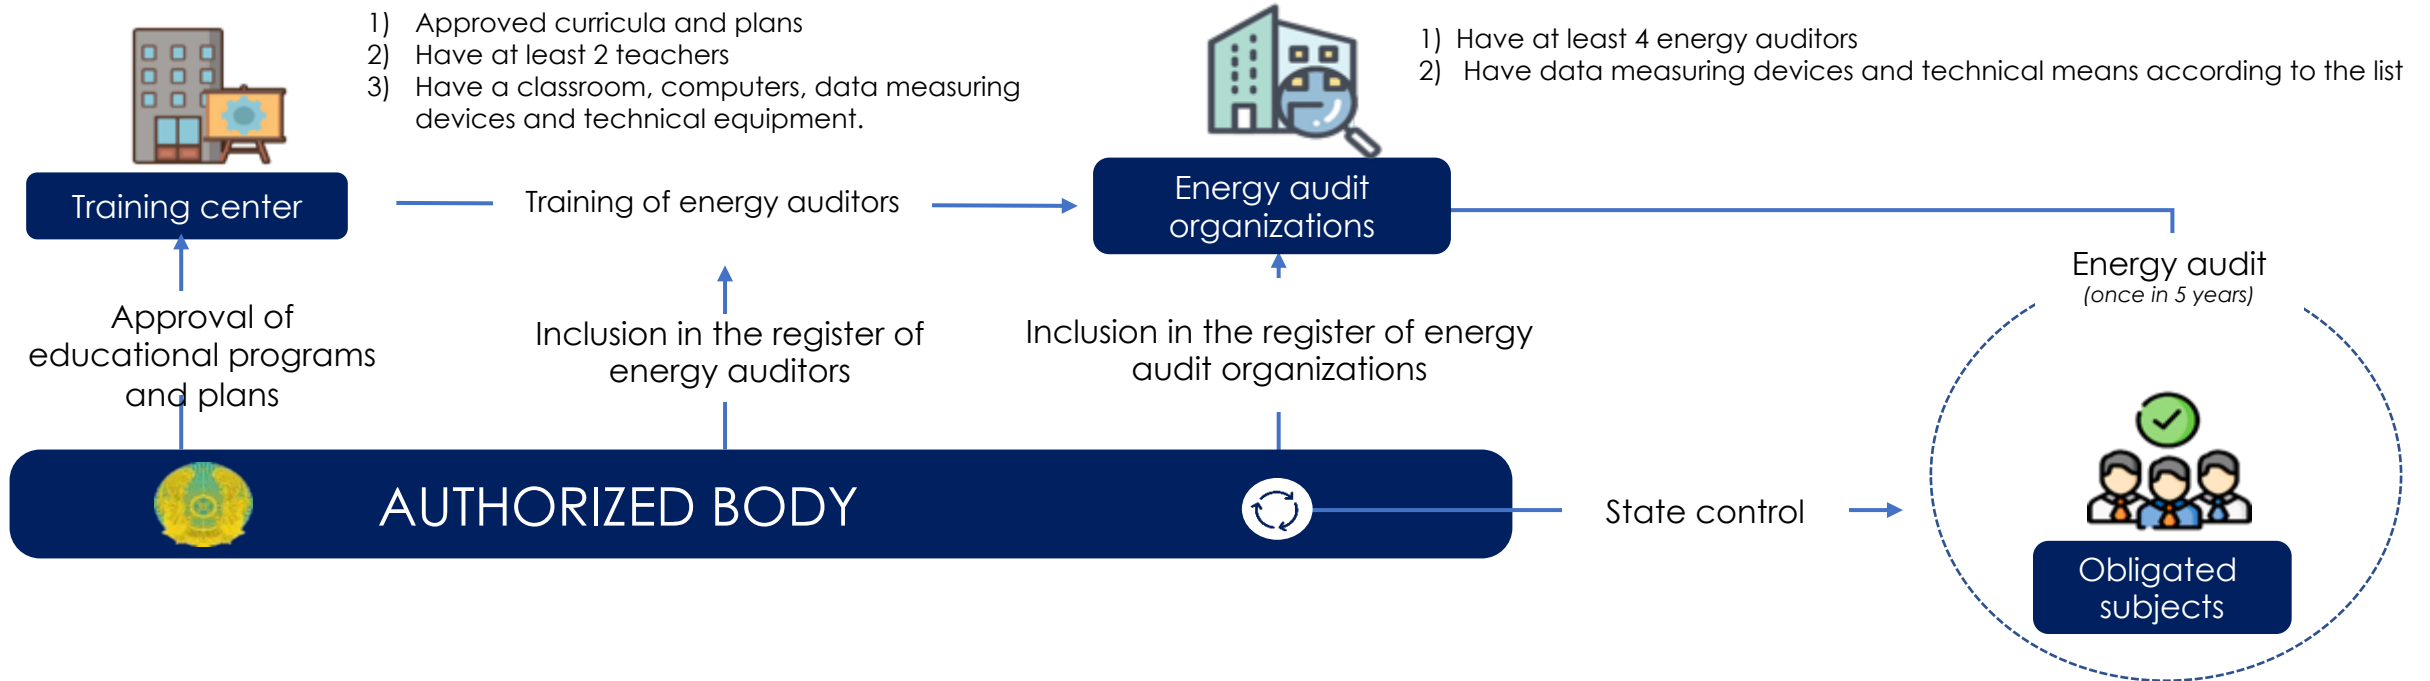 1) Approved curricula and plans
2) Have at least 2 teachers
3) Have a classroom, computers, data measuring
devices and technical equipment.
1) Have at least 4 energy auditors
2) Have data measuring devices and technical means according to the list
Training center
Training of energy auditors
Energy audit
organizations
Energy audit
(once in 5 years)
Approval of
educational programs
and plans
Inclusion in the register of
energy auditors
Inclusion in the register of energy
audit organizations
AUTHORIZED BODY
State control
Obligated
subjects